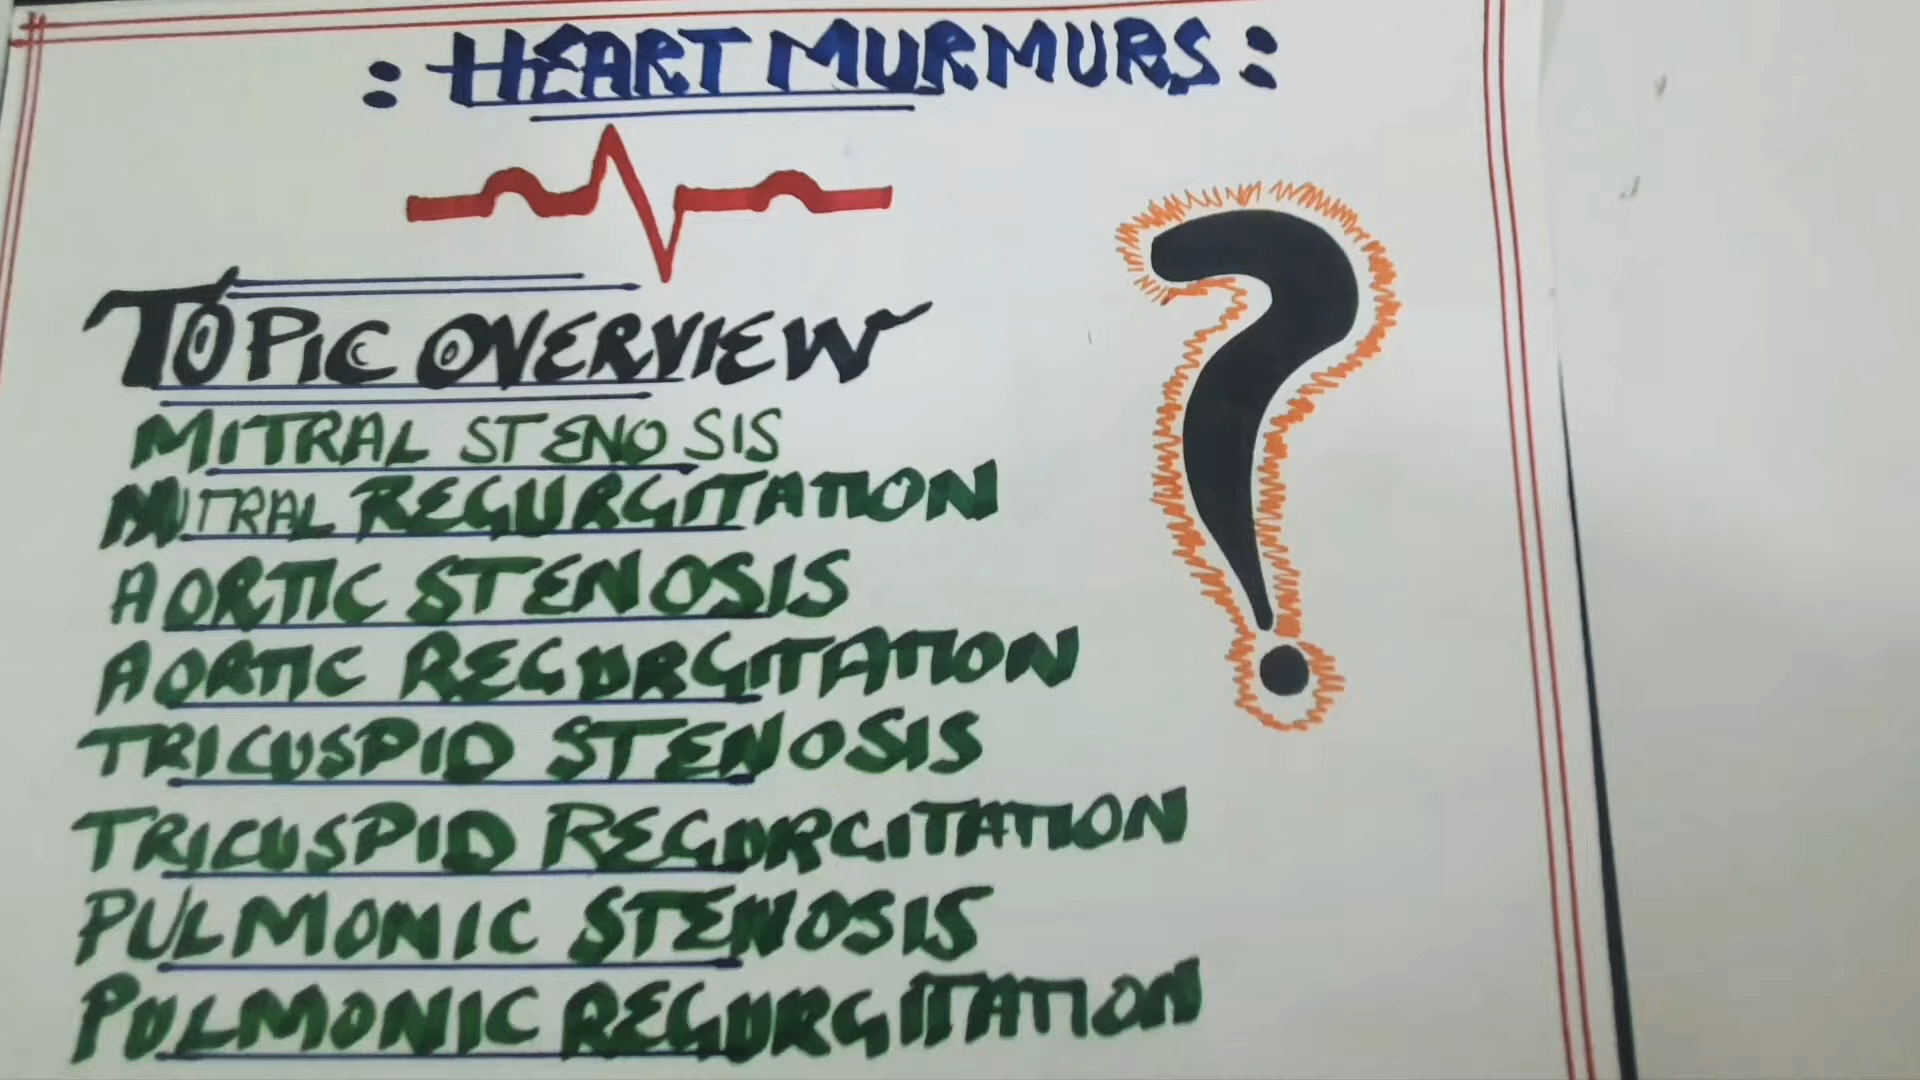 : HEART MURMURS :
TOPIC OVERVIEW
MITRAL STENOSIS
MITRAL REGURGITATION
AORTIC STENOSIS
AORTIC REGURGITATION
TRICUSPID STENOSIS
TRICUSPID REGURGITATION
PULMONIC STENOSIS
PULMONIC REGURGITATION
?